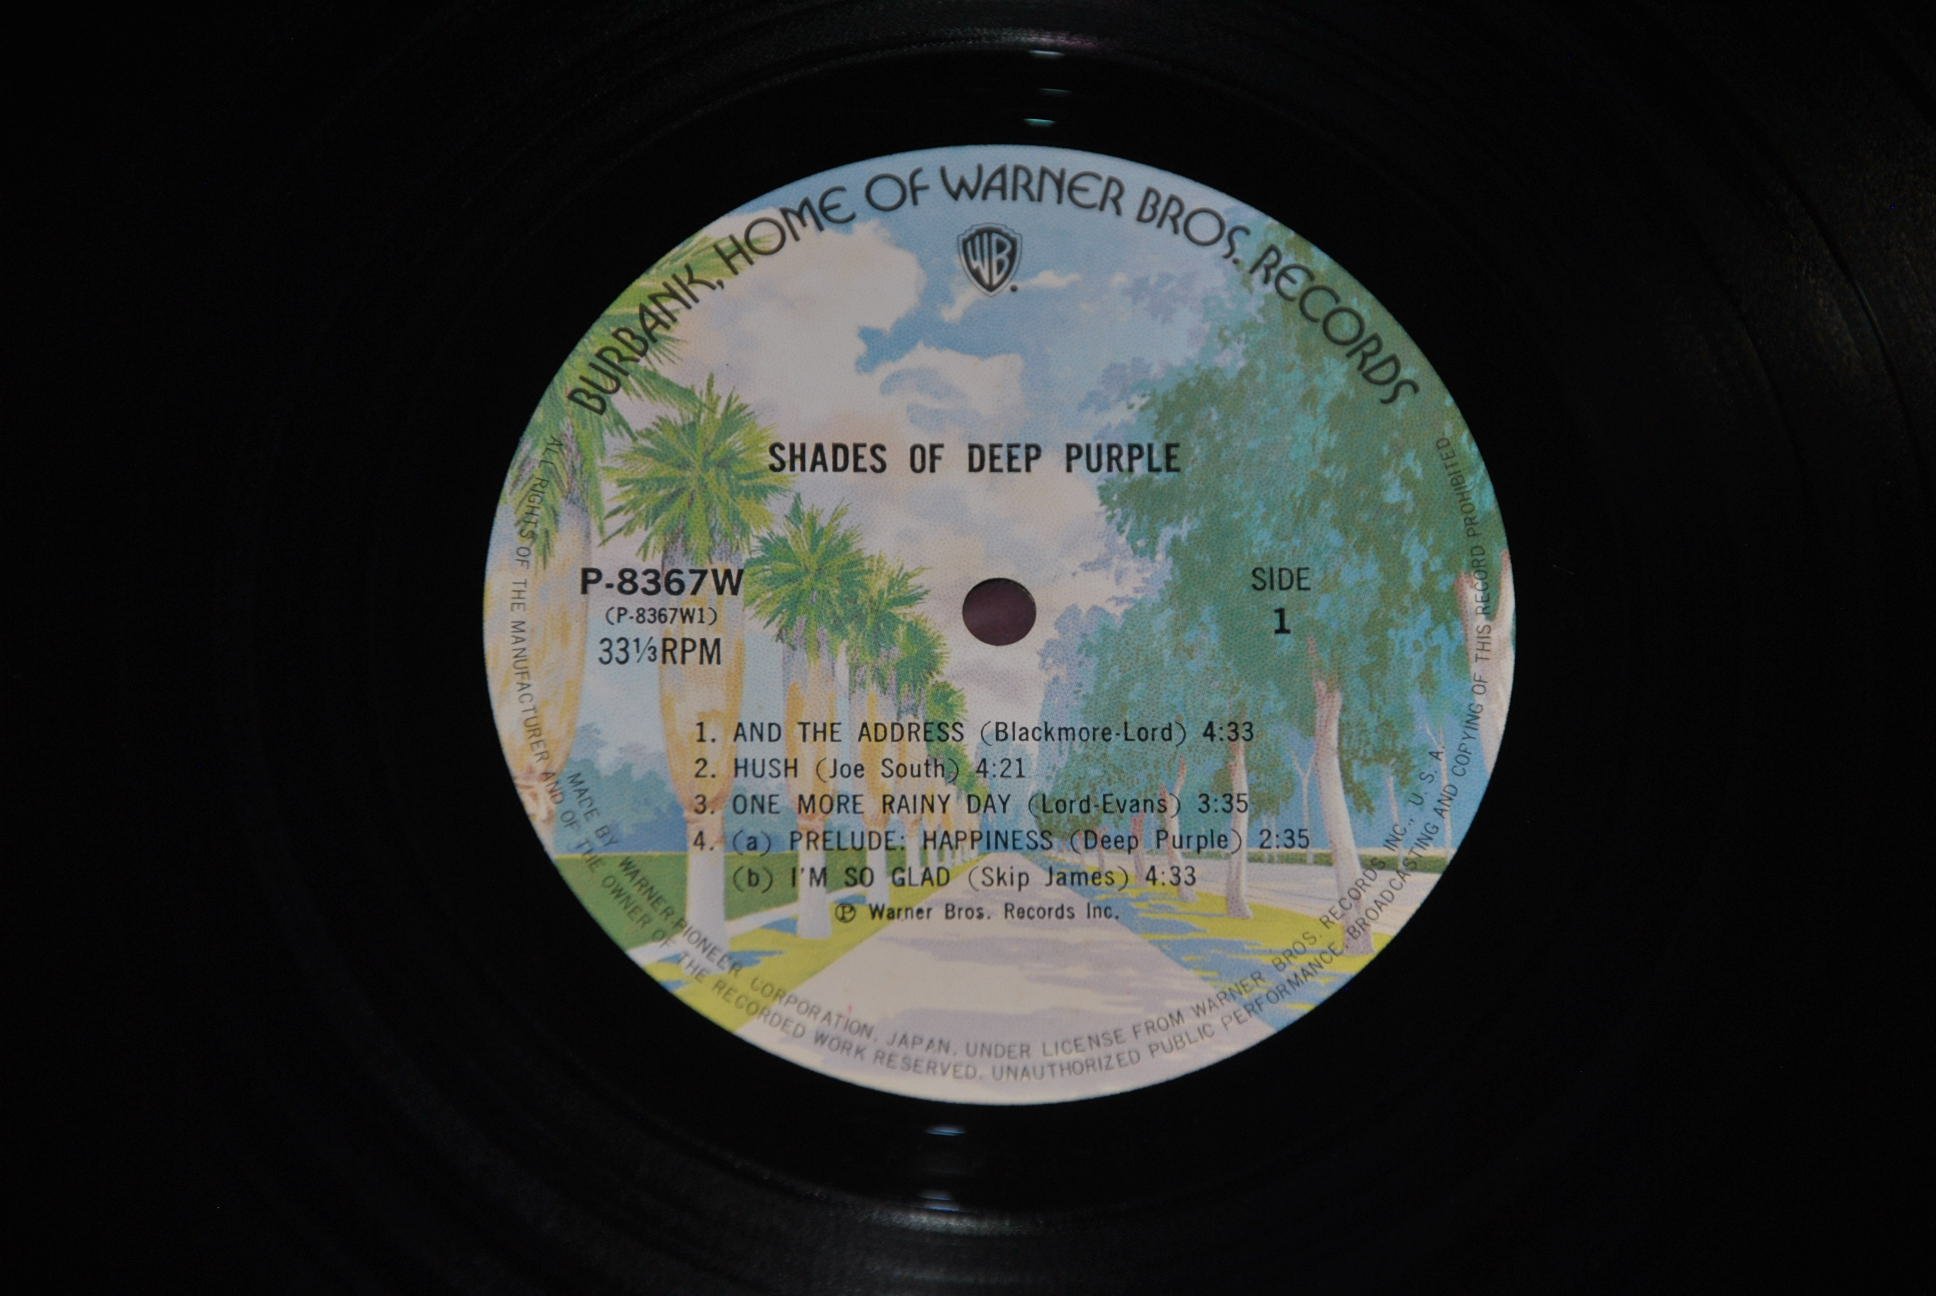 BURBANK, HOME OF WARNER BROS. RECORDS
WB
SHADES OF DEEP PURPLE
P-8367W
(P-8367W1)
33⅓RPM
SIDE
1
1. AND THE ADDRESS (Blackmore-Lord) 4:33
2. HUSH (Joe South) 4:21
3. ONE MORE RAINY DAY (Lord-Evans) 3:35
4. (a) PRELUDE: HAPPINESS (Deep Purple) 2:35
(b) I'M SO GLAD (Skip James) 4:33
Ⓟ Warner Bros. Records Inc.
MADE BY WARNER-PIONEER CORPORATION, JAPAN, UNDER LICENSE FROM WARNER BROS. RECORDS INC., U. S. A.
ALL RIGHTS OF THE MANUFACTURER AND OF THE OWNER OF THE RECORDED WORK RESERVED. UNAUTHORIZED PUBLIC PERFORMANCE, BROADCASTING AND COPYING OF THIS RECORD PROHIBITED